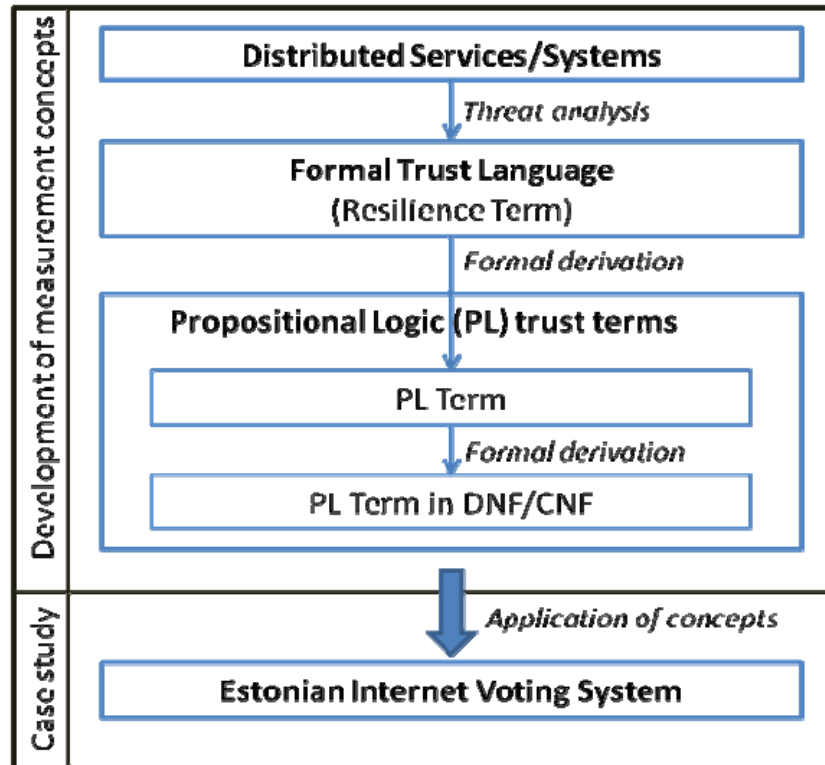 Development of measurement concepts
Distributed Services/Systems
Threat analysis
Formal Trust Language
(Resilience Term)
Formal derivation
Propositional Logic (PL) trust terms
PL Term
Formal derivation
PL Term in DNF/CNF
Case study
Application of concepts
Estonian Internet Voting System